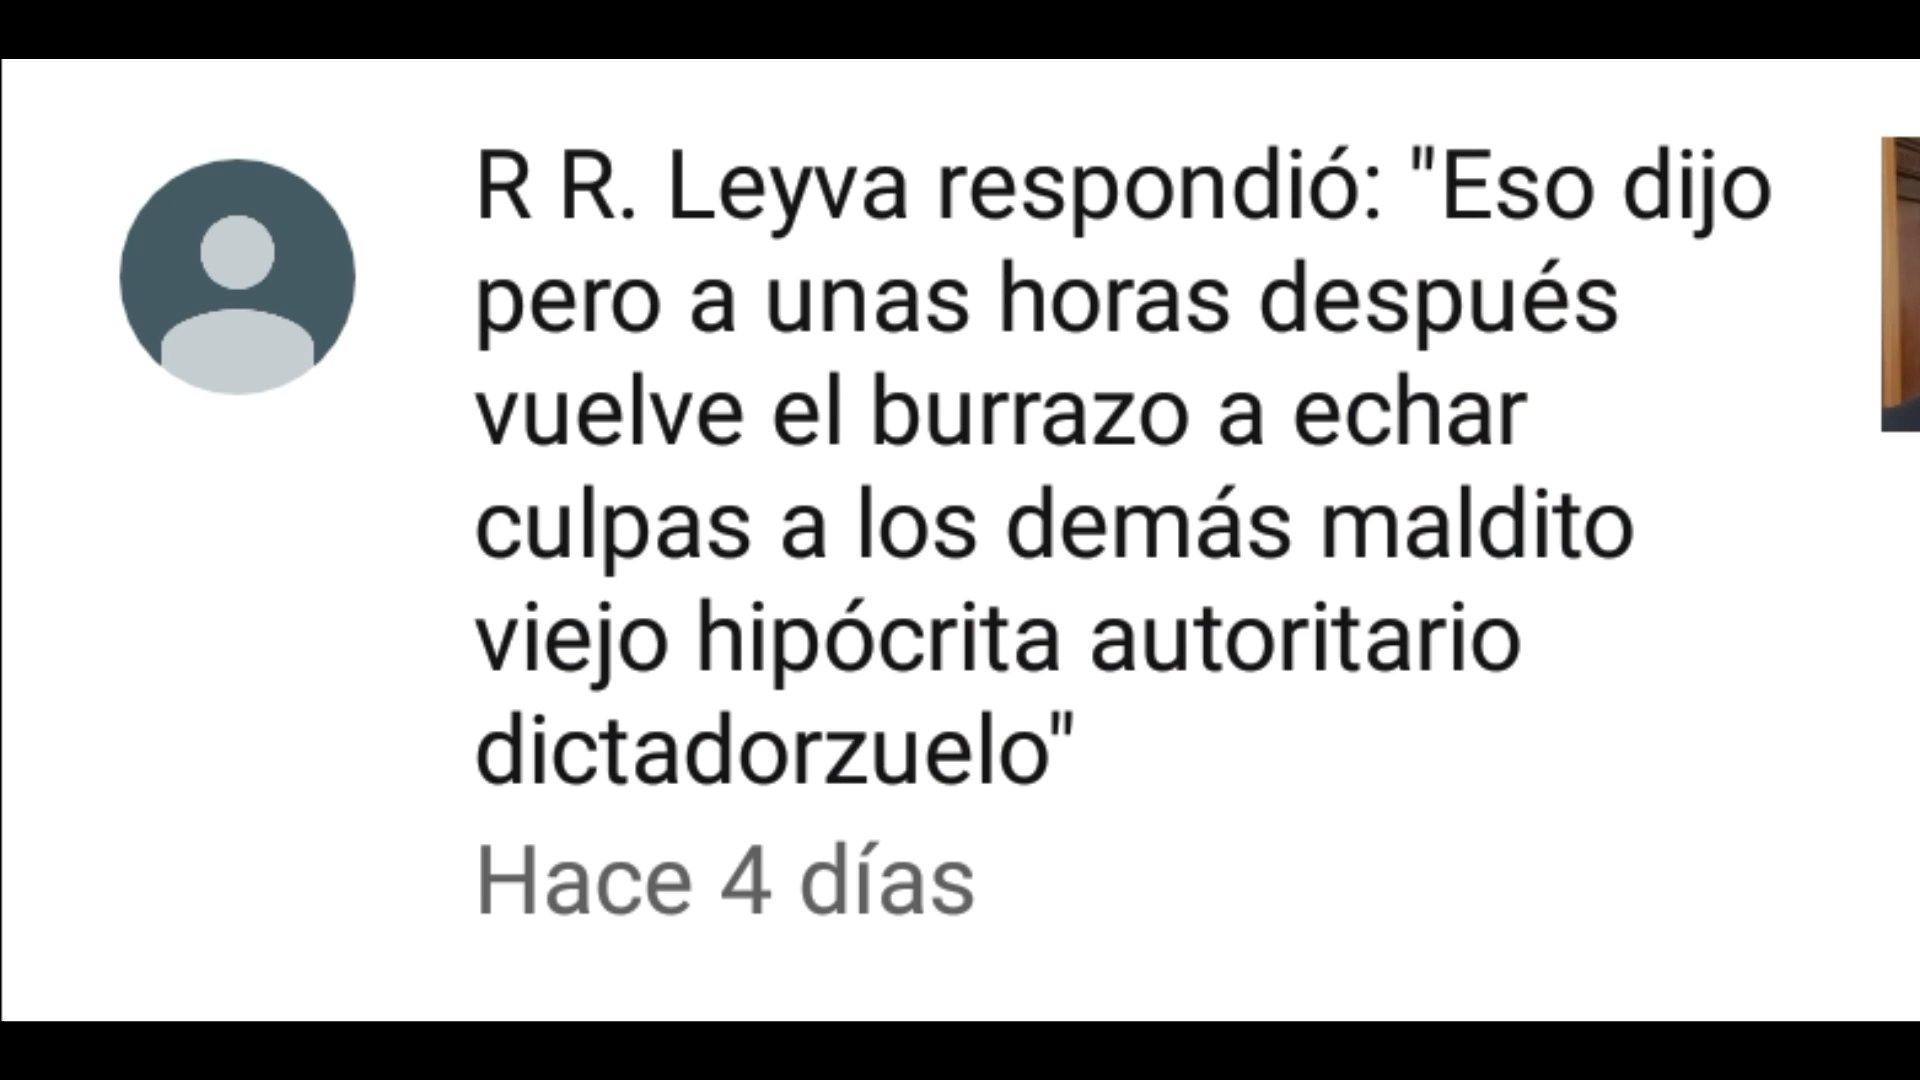 R R. Leyva respondió: "Eso dijo
pero a unas horas después
vuelve el burrazo a echar
culpas a los demás maldito
viejo hipócrita autoritario
dictadorzuelo"
Hace 4 días